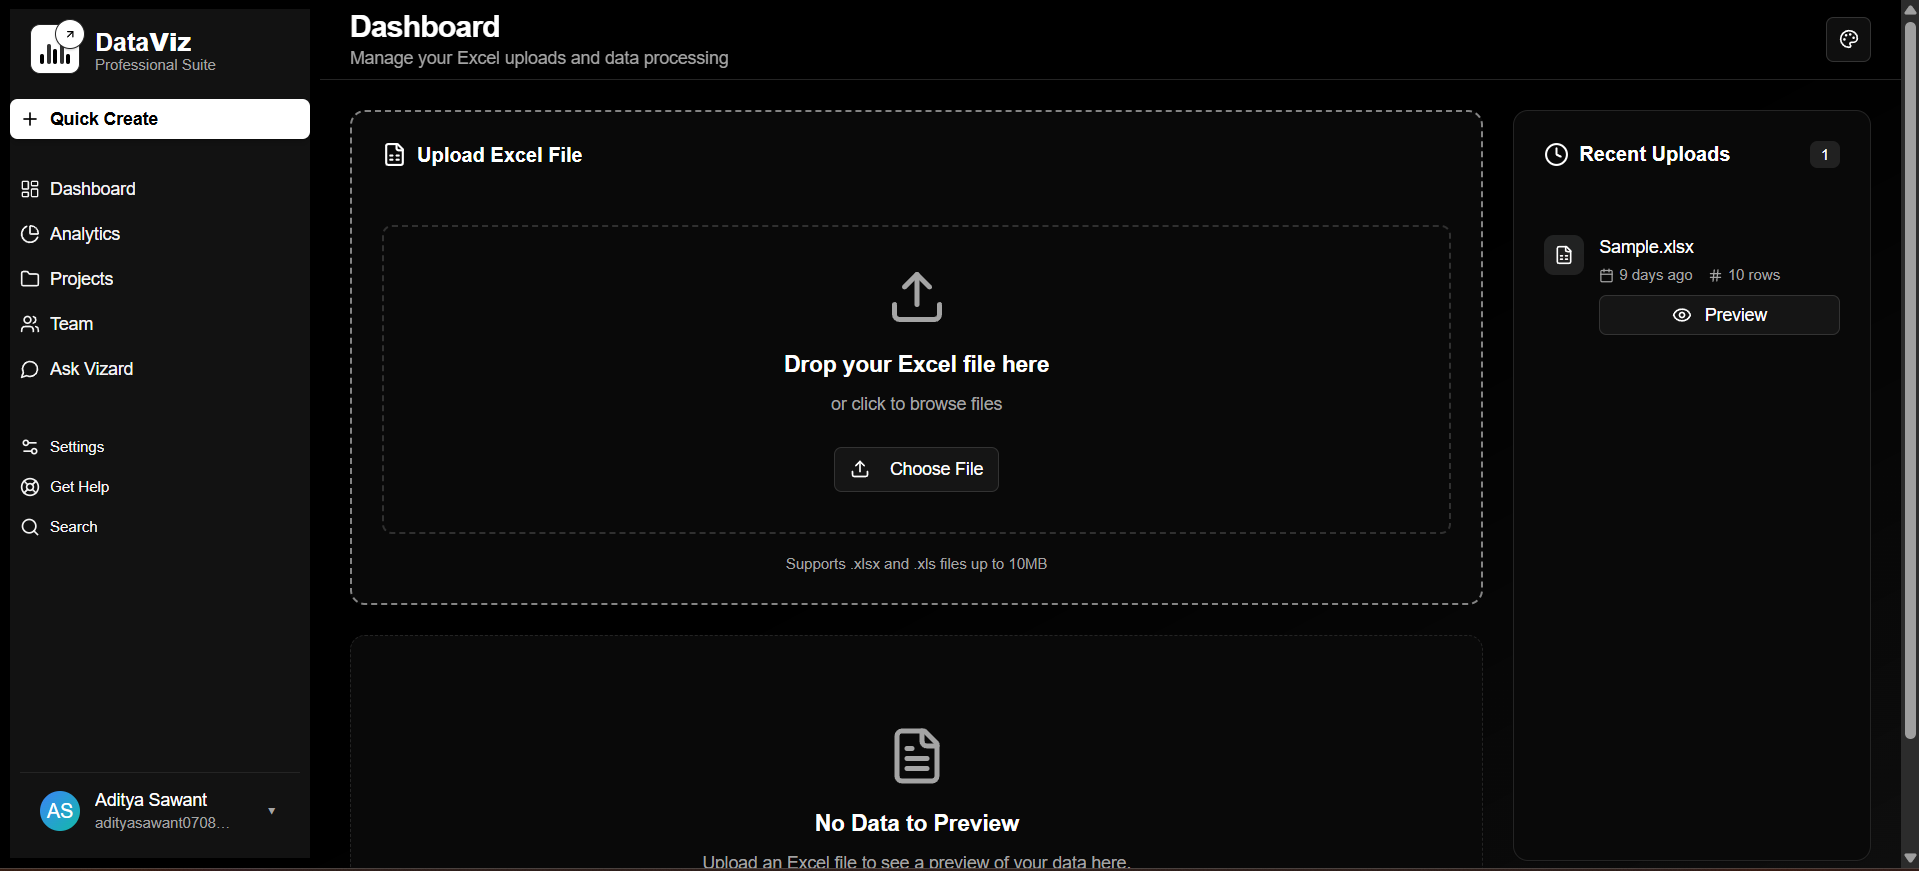 DataViz
Professional Suite
Quick Create
Dashboard
Analytics
Projects
Team
Ask Vizard
Settings
Get Help
Search
AS
Aditya Sawant
adityasawant0708...
Dashboard
Manage your Excel uploads and data processing
Upload Excel File
Drop your Excel file here
or click to browse files
Choose File
Supports .xlsx and .xls files up to 10MB
No Data to Preview
Upload an Excel file to see a preview of your data here.
Recent Uploads
1
Sample.xlsx
9 days ago # 10 rows
Preview